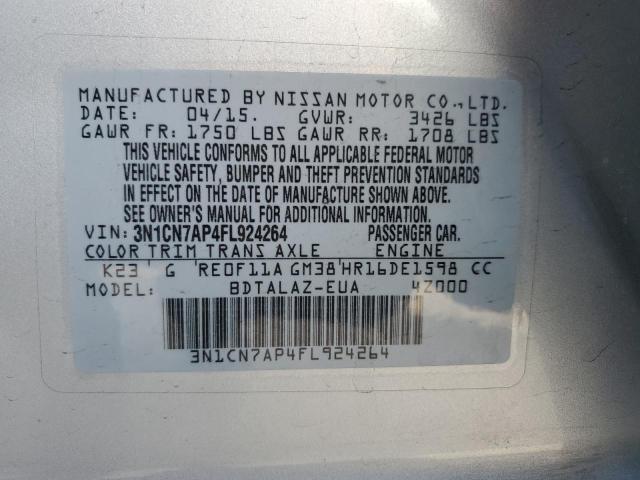 MANUFACTURED BY NISSAN MOTOR CO.,LTD.
DATE: 04/15. GVWR: 3426 LBS
GAWR FR: 1750 LBS GAWR RR: 1708 LBS
THIS VEHICLE CONFORMS TO ALL APPLICABLE FEDERAL MOTOR
VEHICLE SAFETY, BUMPER AND THEFT PREVENTION STANDARDS
IN EFFECT ON THE DATE OF MANUFACTURE SHOWN ABOVE.
SEE OWNER'S MANUAL FOR ADDITIONAL INFORMATION.
VIN: 3N1CN7AP4FL924264 PASSENGER CAR.
COLOR TRIM TRANS AXLE ENGINE
K23 G RE0F11A GM38 HR16DE1598 CC
MODEL: BDTALAZ-EUA 4Z000
3N1CN7AP4FL924264